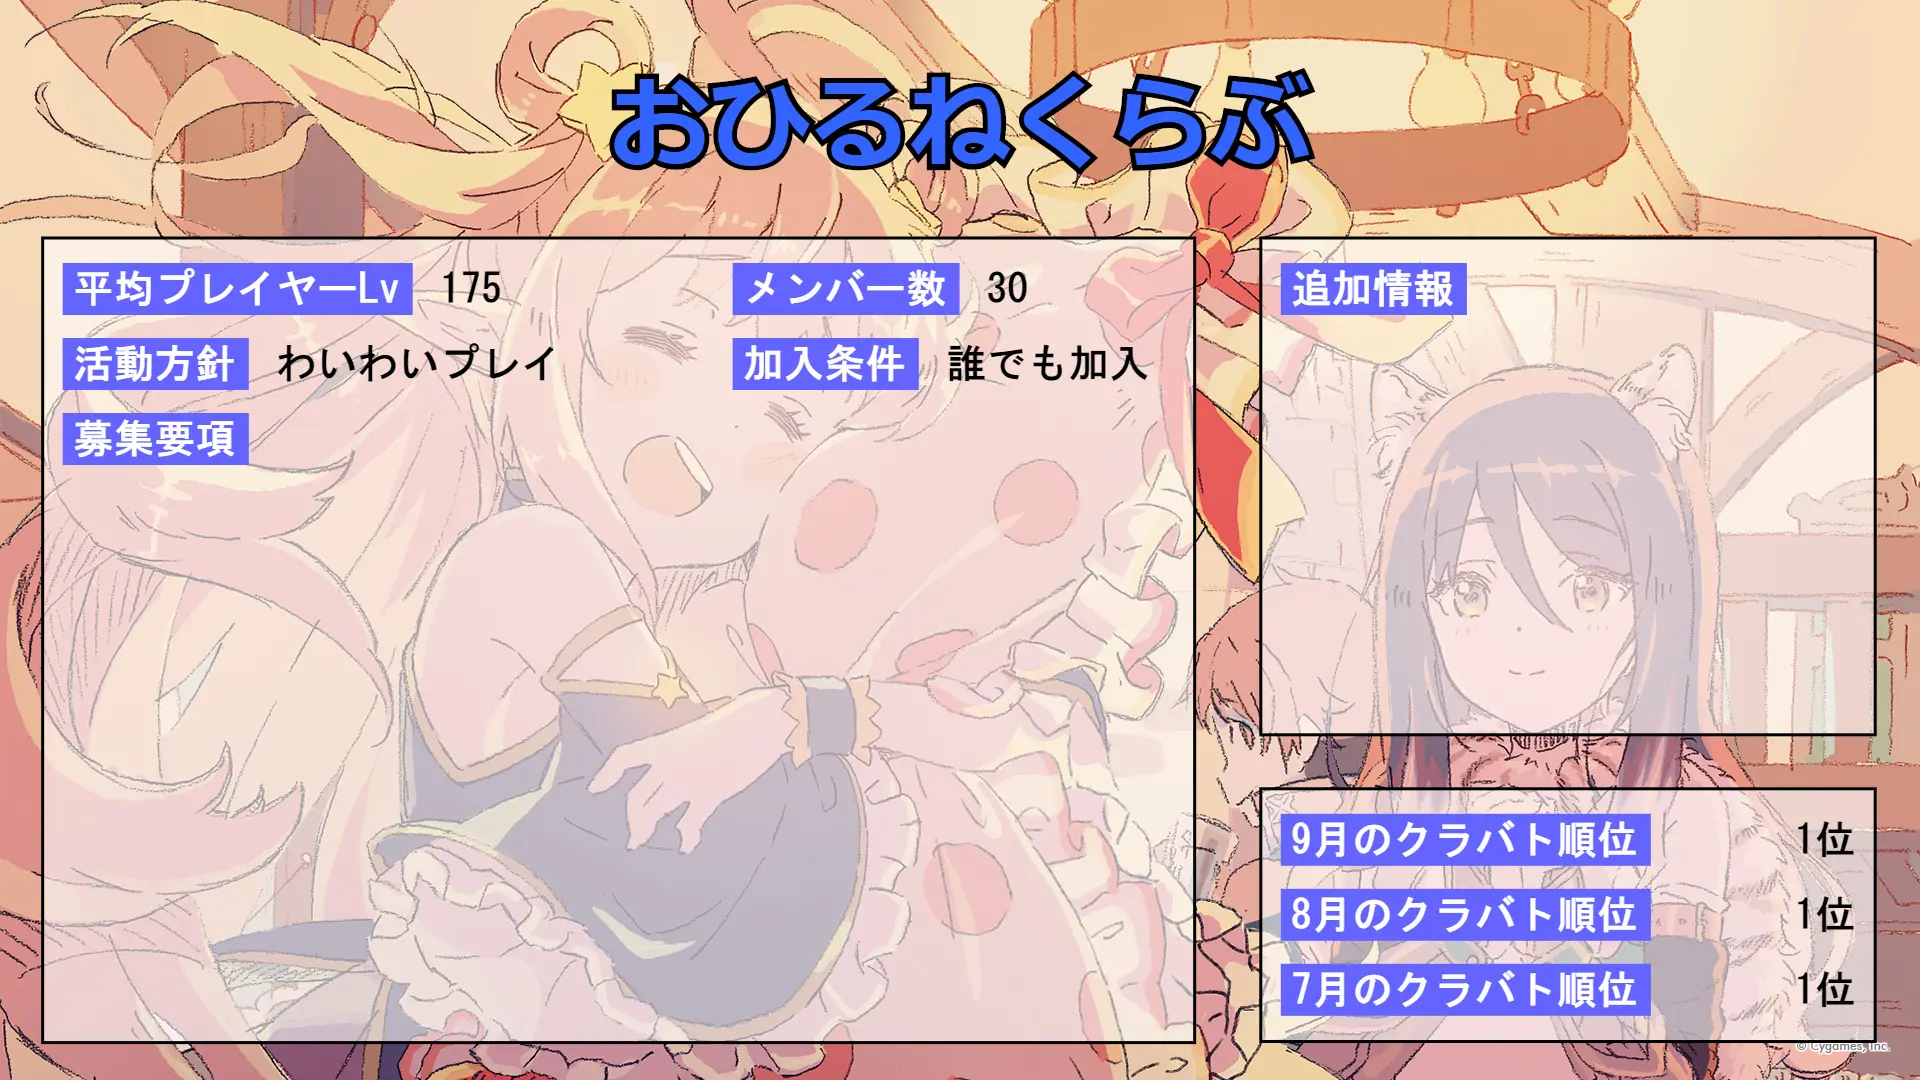 おひるねくらぶ
平均プレイヤーLv 175 メンバー数 30
活動方針 わいわいプレイ 加入条件 誰でも加入
募集要項
追加情報
9月のクラバト順位 1位
8月のクラバト順位 1位
7月のクラバト順位 1位
© Cygames, Inc.